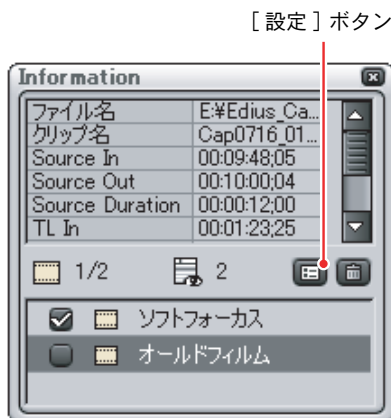 ［設定］ボタン
Information
ファイル名 E:¥Edius_Ca...
クリップ名 Cap0716_01...
Source In 00:09:48;05
Source Out 00:10:00;04
Source Duration 00:00:12;00
TL In 00:01:23;25
1/2 2
ソフトフォーカス
オールドフィルム